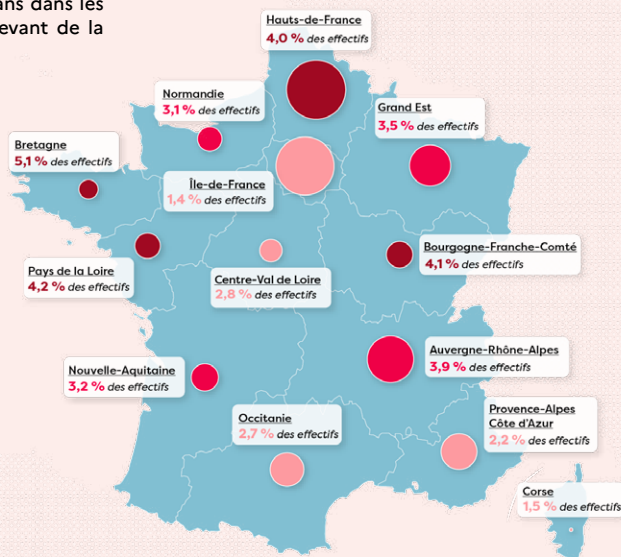 ans dans les
evant de la
Hauts-de-France
4,0 % des effectifs
Normandie
3,1 % des effectifs
Grand Est
3,5 % des effectifs
Bretagne
5,1 % des effectifs
Île-de-France
1,4 % des effectifs
Bourgogne-Franche-Comté
4,1 % des effectifs
Pays de la Loire
4,2 % des effectifs
Centre-Val de Loire
2,8 % des effectifs
Auvergne-Rhône-Alpes
3,9 % des effectifs
Nouvelle-Aquitaine
3,2 % des effectifs
Provence-Alpes
Côte d'Azur
2,2 % des effectifs
Occitanie
2,7 % des effectifs
Corse
1,5 % des effectifs